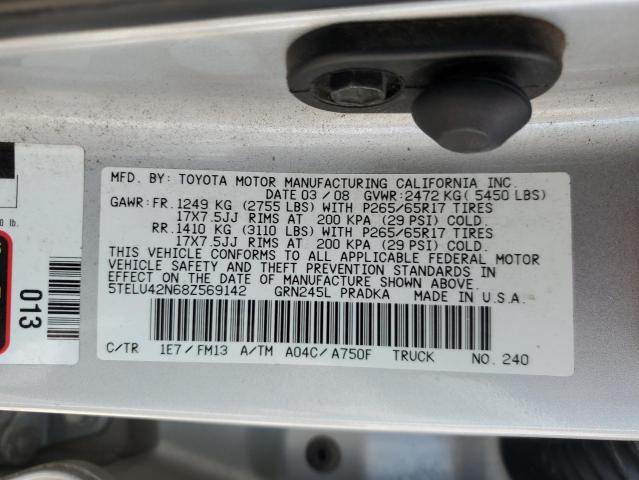 MFD. BY: TOYOTA MOTOR MANUFACTURING CALIFORNIA INC.
DATE 03 / 08 GVWR: 2472 KG ( 5450 LBS)
GAWR: FR. 1249 KG (2755 LBS) WITH P265/65R17 TIRES
17X7.5JJ RIMS AT 200 KPA (29 PSI) COLD.
RR. 1410 KG (3110 LBS) WITH P265/65R17 TIRES
17X7.5JJ RIMS AT 200 KPA (29 PSI) COLD.
THIS VEHICLE CONFORMS TO ALL APPLICABLE FEDERAL MOTOR
VEHICLE SAFETY AND THEFT PREVENTION STANDARDS IN
EFFECT ON THE DATE OF MANUFACTURE SHOWN ABOVE.
5TELU42N68Z569142 GRN245L PRADKA MADE IN U.S.A.
C/TR 1E7 / FM13 A/TM A04C / A750F TRUCK NO. 240
013
0 lb.